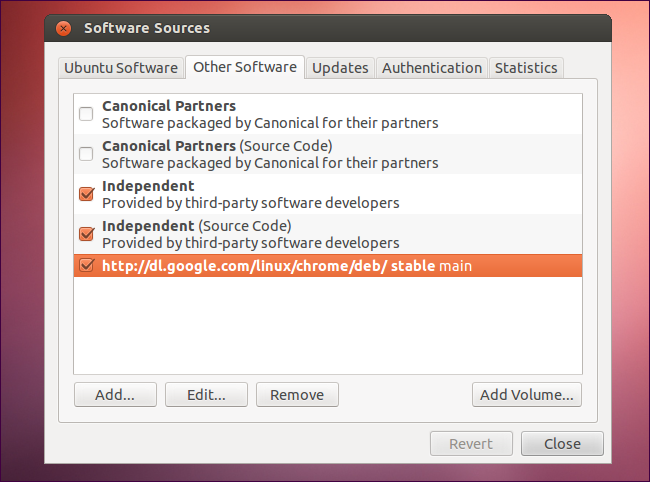 Software Sources
Ubuntu Software Other Software Updates Authentication Statistics
Canonical Partners
Software packaged by Canonical for their partners
Canonical Partners (Source Code)
Software packaged by Canonical for their partners
Independent
Provided by third-party software developers
Independent (Source Code)
Provided by third-party software developers
http://dl.google.com/linux/chrome/deb/ stable main
Add... Edit... Remove Add Volume...
Revert Close